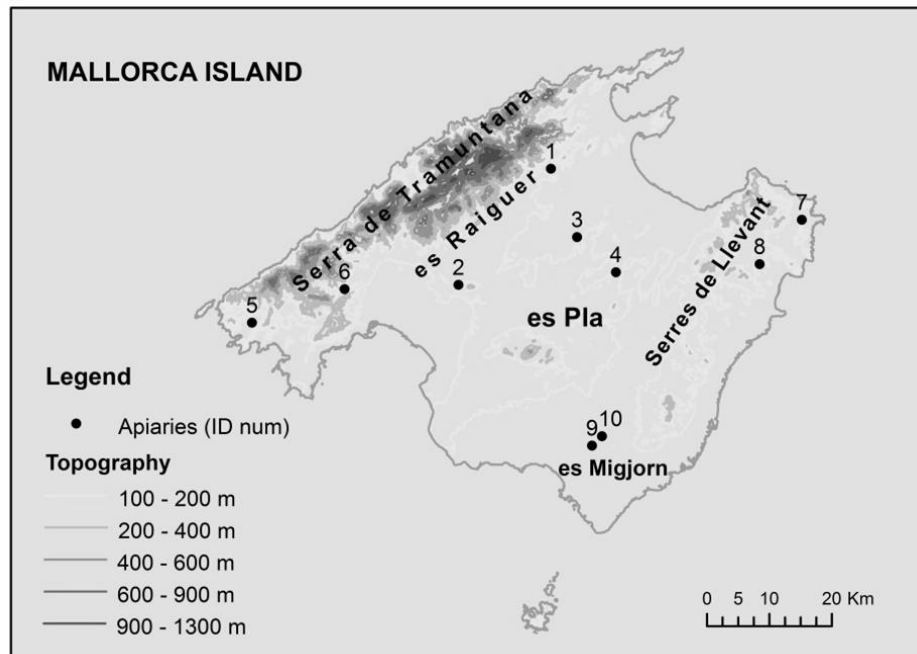 MALLORCA ISLAND
Serra de Tramuntana
es Raiguer
1
3
4
2
6
5
7
8
Serres de Llevant
es Pla
9 10
es Migjorn
Legend
Apiaries (ID num)
Topography
100 - 200 m
200 - 400 m
400 - 600 m
600 - 900 m
900 - 1300 m
0 5 10 20 Km